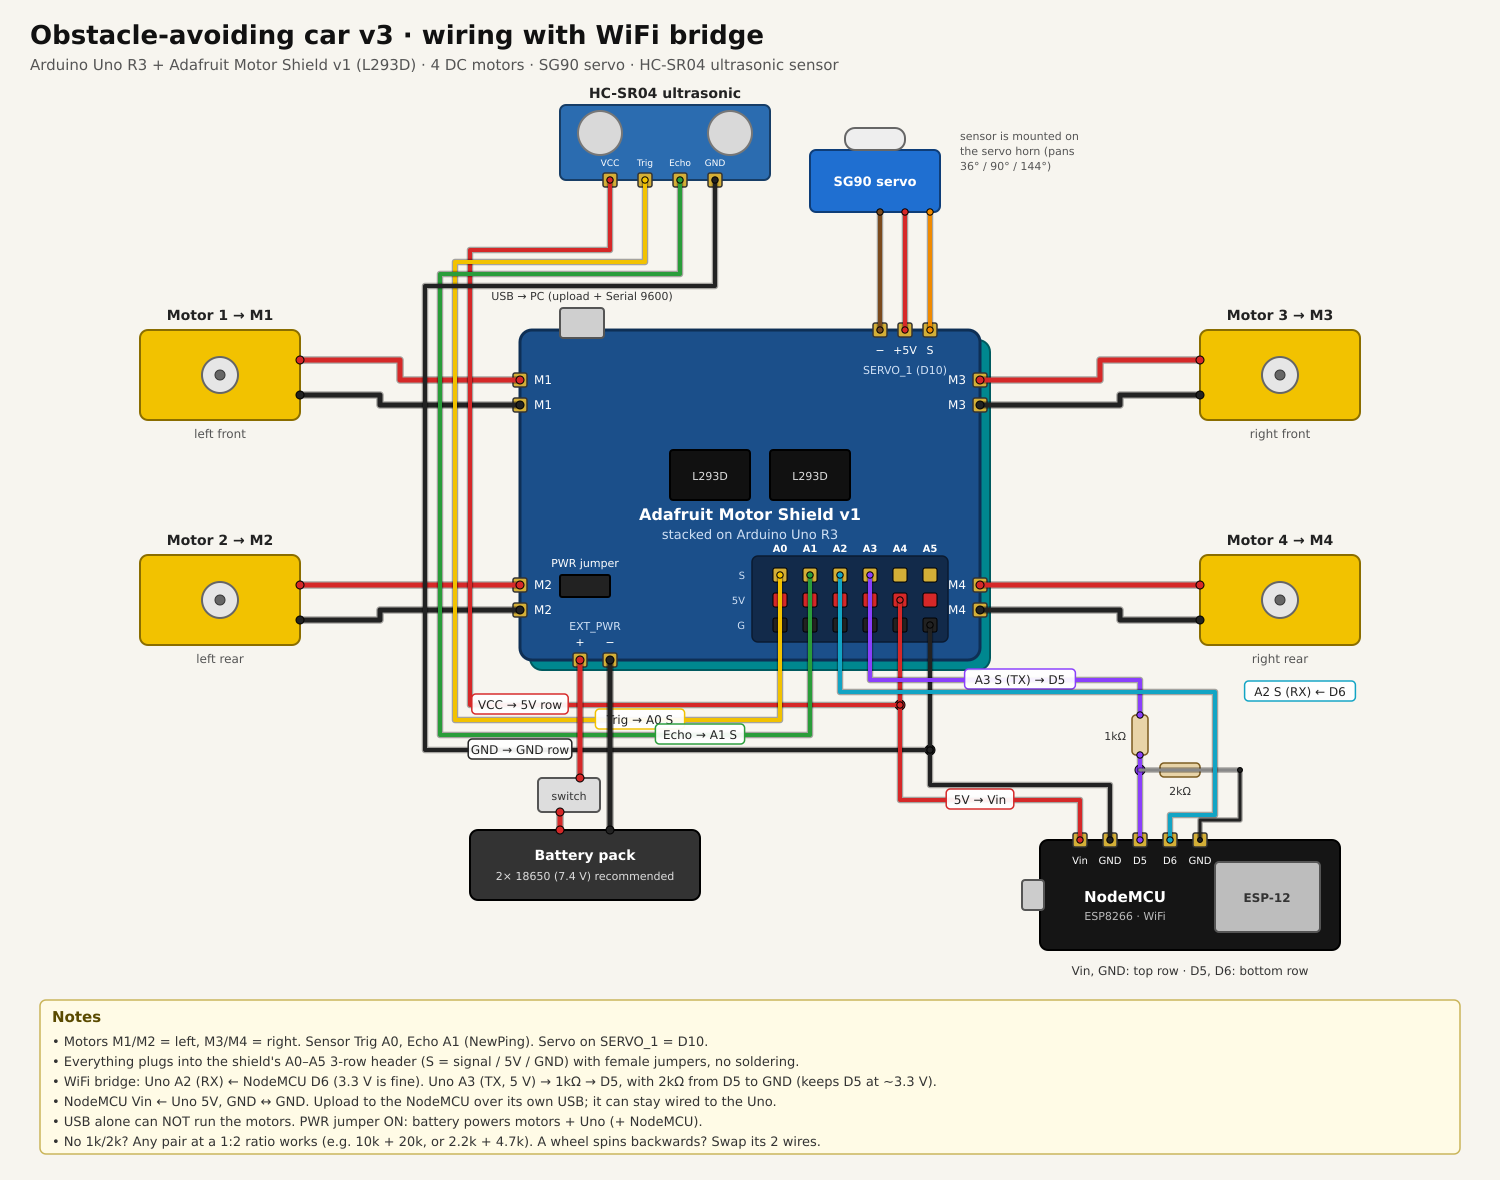 Obstacle-avoiding car v3 · wiring with WiFi bridge
Arduino Uno R3 + Adafruit Motor Shield v1 (L293D) · 4 DC motors · SG90 servo · HC-SR04 ultrasonic sensor
HC-SR04 ultrasonic
VCC Trig Echo GND
SG90 servo
sensor is mounted on
the servo horn (pans
36° / 90° / 144°)
USB → PC (upload + Serial 9600)
Motor 1 → M1
left front
Motor 3 → M3
right front
− +5V S
SERVO_1 (D10)
M1
M1
M3
M3
L293D
L293D
Adafruit Motor Shield v1
stacked on Arduino Uno R3
Motor 2 → M2
left rear
Motor 4 → M4
right rear
A0 A1 A2 A3 A4 A5
S
5V
G
PWR jumper
M2
M2
M4
M4
EXT_PWR
+ −
A3 S (TX) → D5
A2 S (RX) ← D6
VCC → 5V row
Trig → A0 S
Echo → A1 S
GND → GND row
1kΩ
2kΩ
switch
5V → Vin
Battery pack
2× 18650 (7.4 V) recommended
Vin GND D5 D6 GND
NodeMCU
ESP8266 · WiFi
ESP-12
Vin, GND: top row · D5, D6: bottom row
Notes
• Motors M1/M2 = left, M3/M4 = right. Sensor Trig A0, Echo A1 (NewPing). Servo on SERVO_1 = D10.
• Everything plugs into the shield's A0–A5 3-row header (S = signal / 5V / GND) with female jumpers, no soldering.
• WiFi bridge: Uno A2 (RX) ← NodeMCU D6 (3.3 V is fine). Uno A3 (TX, 5 V) → 1kΩ → D5, with 2kΩ from D5 to GND (keeps D5 at ~3.3 V).
• NodeMCU Vin ← Uno 5V, GND ↔ GND. Upload to the NodeMCU over its own USB; it can stay wired to the Uno.
• USB alone can NOT run the motors. PWR jumper ON: battery powers motors + Uno (+ NodeMCU).
• No 1k/2k? Any pair at a 1:2 ratio works (e.g. 10k + 20k, or 2.2k + 4.7k). A wheel spins backwards? Swap its 2 wires.